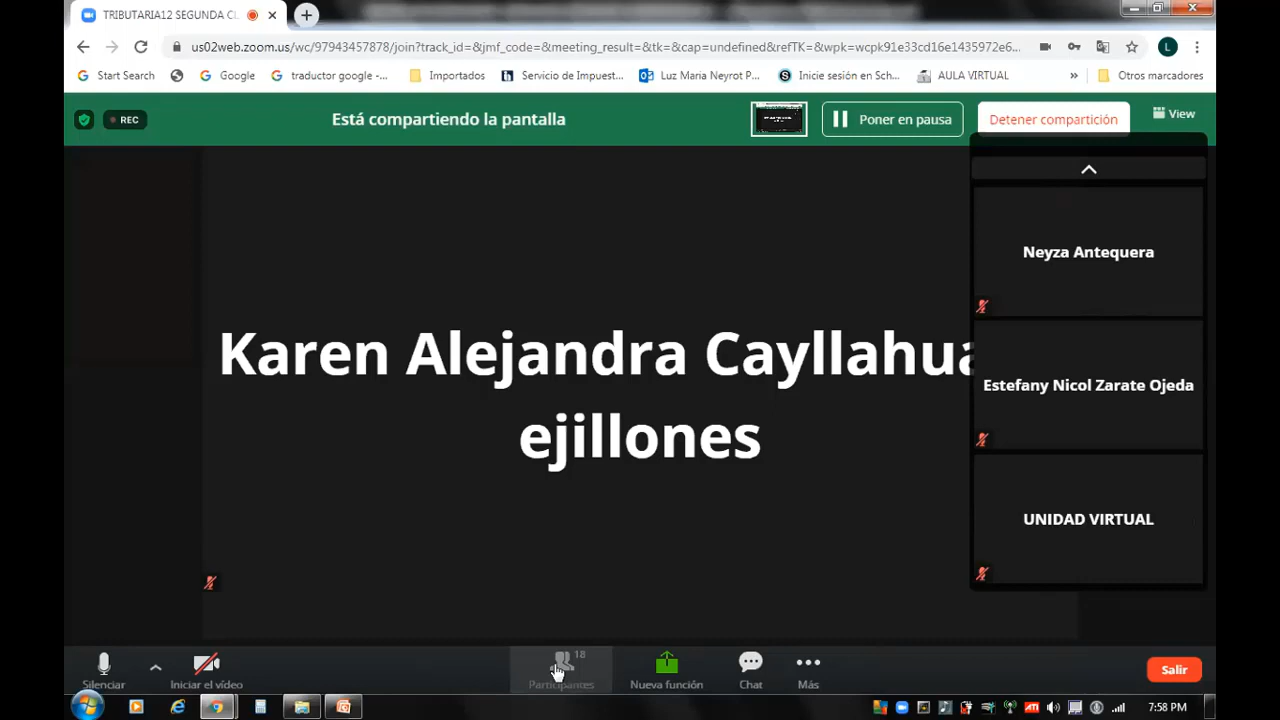 TRIBUTARIA12 SEGUNDA CL
us02web.zoom.us/wc/97943457878/join?track_id=&jmf_code=&meeting_result=&tk=&cap=undefined&refTK=&wpk=wcpk91e33cd16e1435972e6...
L
Start Search
Google
traductor google -...
Importados
Servicio de Impuest...
Luz Maria Neyrot P...
Inicie sesión en Sch...
AULA VIRTUAL
»
Otros marcadores
REC
Está compartiendo la pantalla
Poner en pausa
Detener compartición
View
Neyza Antequera
Karen Alejandra Cayllahua
ejillones
Estefany Nicol Zarate Ojeda
UNIDAD VIRTUAL
Silenciar
Iniciar el vídeo
18
Participantes
Nueva función
Chat
Más
Salir
ATI
7:58 PM